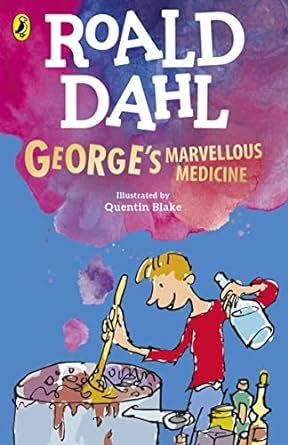 ROALD
DAHL
GEORGE'S MARVELLOUS
MEDICINE
Illustrated by
Quentin Blake